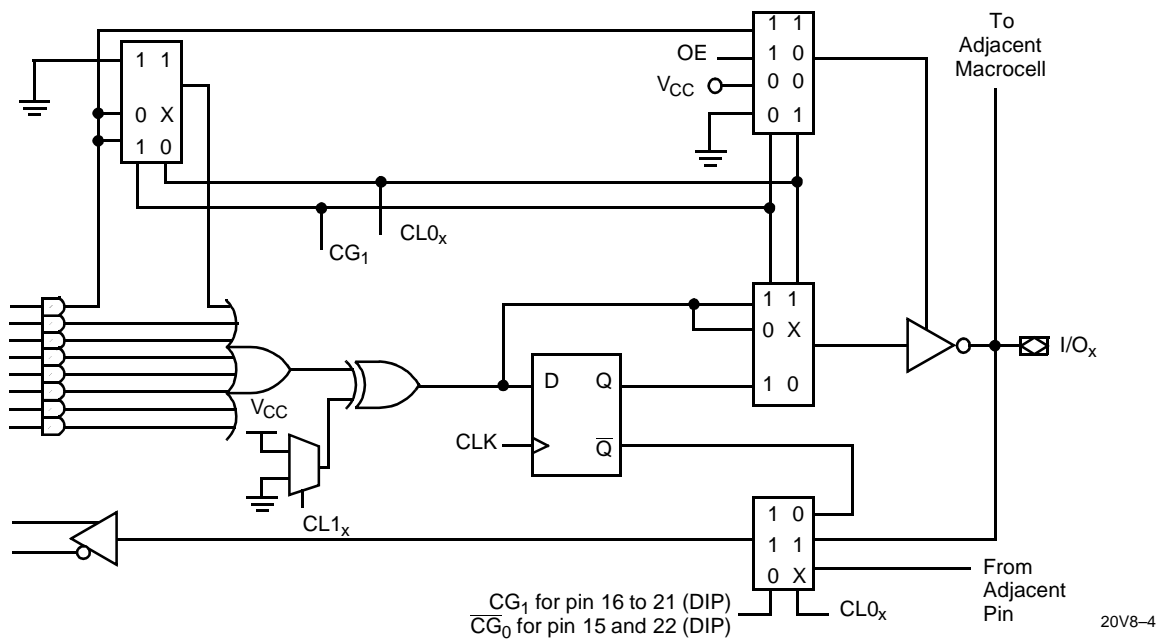 To
Adjacent
Macrocell
1 1
1 0
0 0
0 1
OE
VCC
1 1
0 X
1 0
CL0x
CG1
1 1
0 X
1 0
I/Ox
D Q
CLK
Q̅
VCC
CL1x
1 0
1 1
0 X
From
Adjacent
Pin
CG1 for pin 16 to 21 (DIP)
C̅G̅0 for pin 15 and 22 (DIP)
CL0x
20V8–4